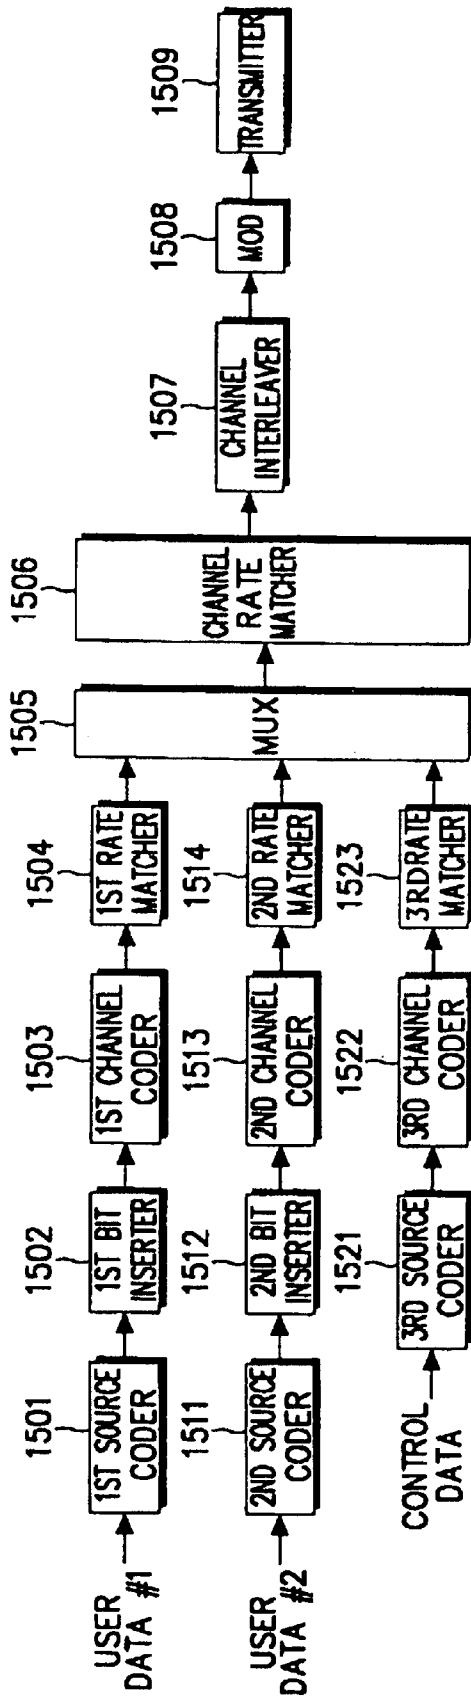 USER
DATA #1
1501
1ST SOURCE
CODER
1502
1ST BIT
INSERTER
1503
1ST CHANNEL
CODER
1504
1ST RATE
MATCHER
USER
DATA #2
1511
2ND SOURCE
CODER
1512
2ND BIT
INSERTER
1513
2ND CHANNEL
CODER
1514
2ND RATE
MATCHER
CONTROL
DATA
1521
3RD SOURCE
CODER
1522
3RD CHANNEL
CODER
1523
3RDRATE
MATCHER
1505
MUX
1506
CHANNEL
RATE
MATCHER
1507
CHANNEL
INTERLEAVER
1508
MOD
1509
TRANSMITTER